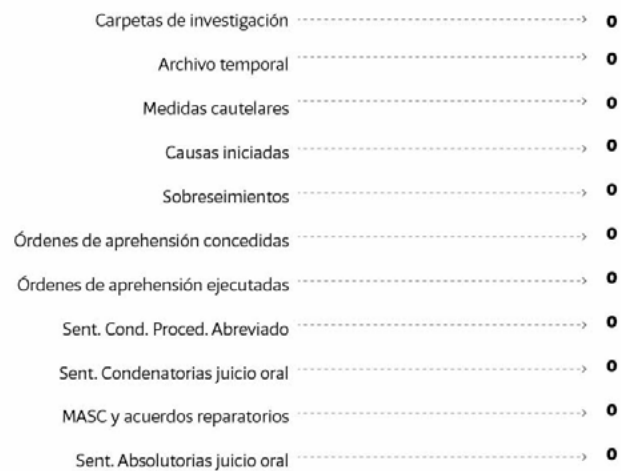 Carpetas de investigación 0
Archivo temporal 0
Medidas cautelares 0
Causas iniciadas 0
Sobreseimientos 0
Órdenes de aprehensión concedidas 0
Órdenes de aprehensión ejecutadas 0
Sent. Cond. Proced. Abreviado 0
Sent. Condenatorias juicio oral 0
MASC y acuerdos reparatorios 0
Sent. Absolutorias juicio oral 0